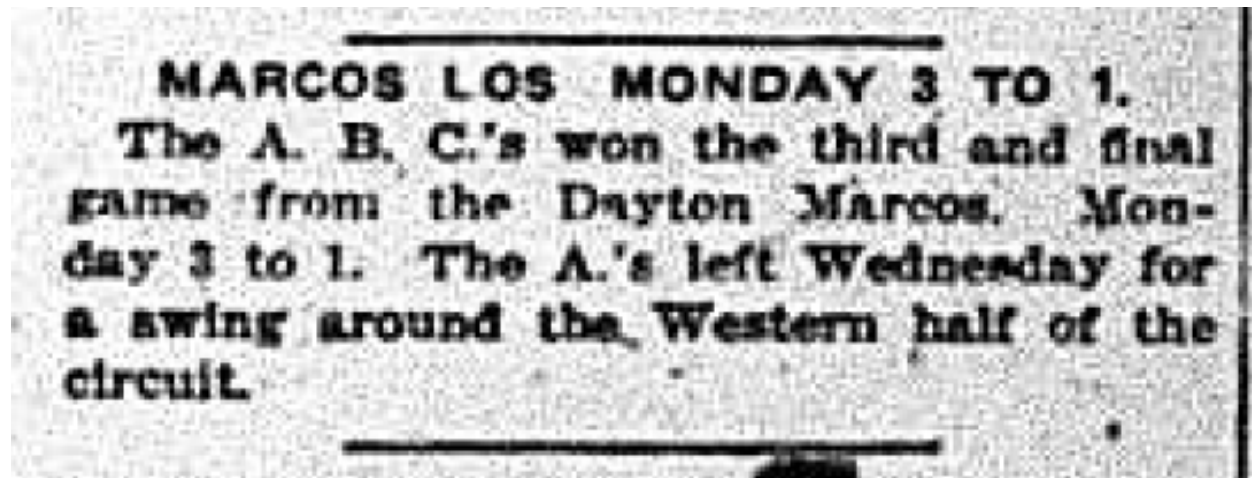 MARCOS LOS MONDAY 3 TO 1.
The A. B. C.'s won the third and final
game from the Dayton Marcos. Mon-
day 3 to 1. The A.'s left Wednesday for
a swing around the Western half of the
circuit.